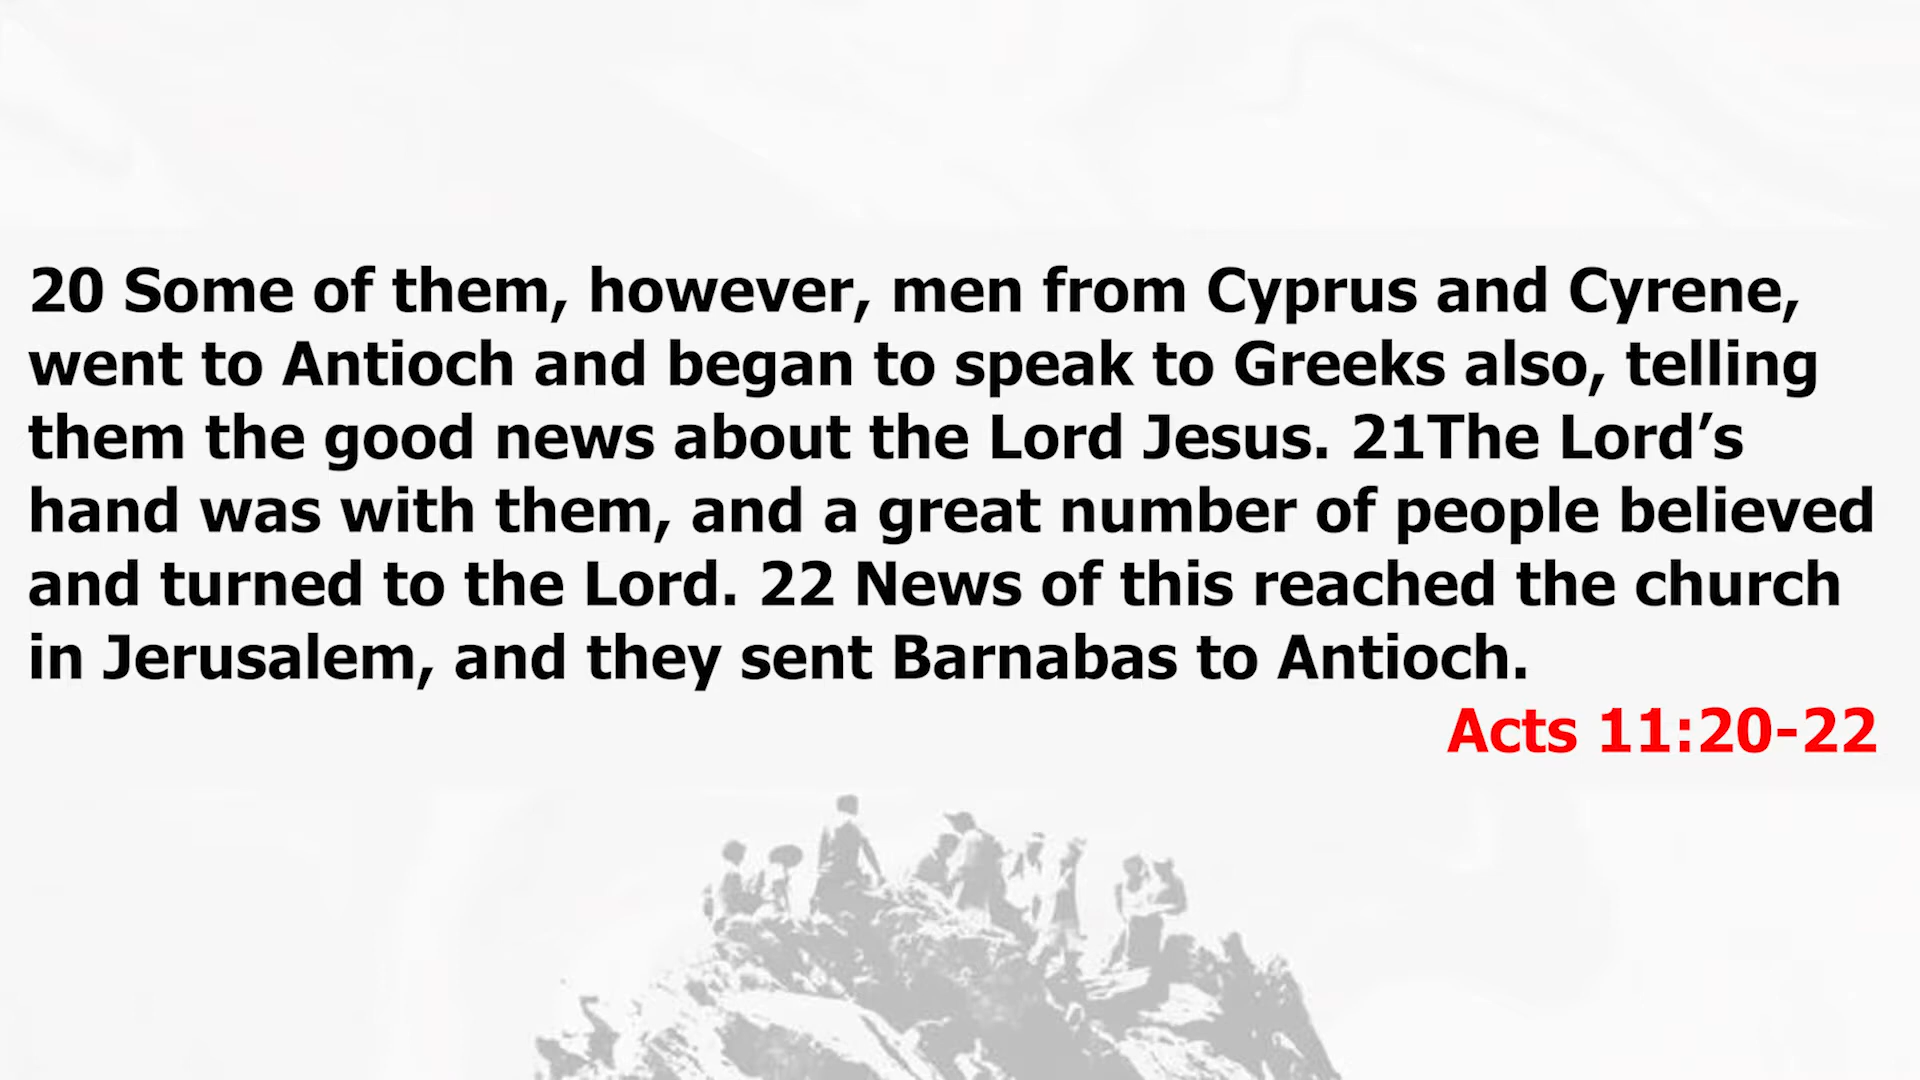 20 Some of them, however, men from Cyprus and Cyrene,
went to Antioch and began to speak to Greeks also, telling
them the good news about the Lord Jesus. 21The Lord’s
hand was with them, and a great number of people believed
and turned to the Lord. 22 News of this reached the church
in Jerusalem, and they sent Barnabas to Antioch.
Acts 11:20-22